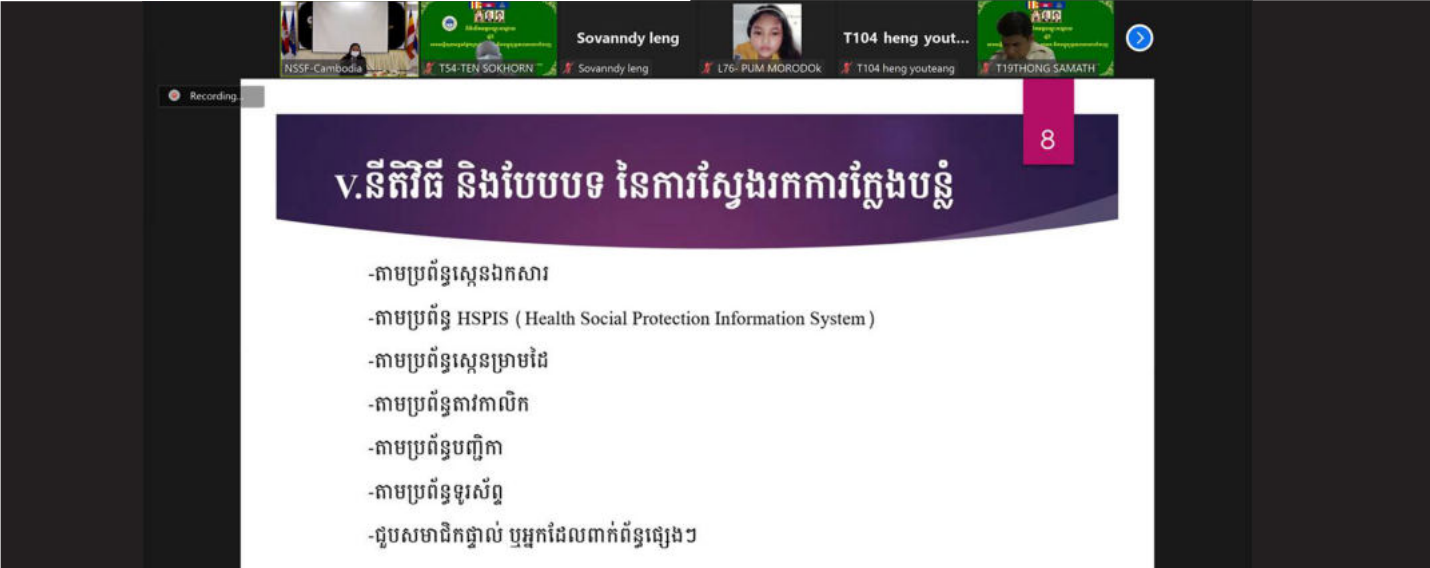 Sovanndy leng
T104 heng yout...
NSSF-Cambodia
T54-TEN SOKHORN
Sovanndy leng
L76- PUM MORODOk
T104 heng youteang
T19THONG SAMATH
Recording...
8
V.នីតិវិធី និងបែបបទ នៃការស្វែងរកការក្លែងបន្លំ
-តាមប្រព័ន្ធស្កេនឯកសារ
-តាមប្រព័ន្ធ HSPIS ( Health Social Protection Information System )
-តាមប្រព័ន្ធស្កេនម្រាមដៃ
-តាមប្រព័ន្ធតាវកាលិក
-តាមប្រព័ន្ធបញ្ជិកា
-តាមប្រព័ន្ធទូរស័ព្ទ
-ជួបសមាជិកផ្ទាល់ ឬអ្នកដែលពាក់ព័ន្ធផ្សេងៗ